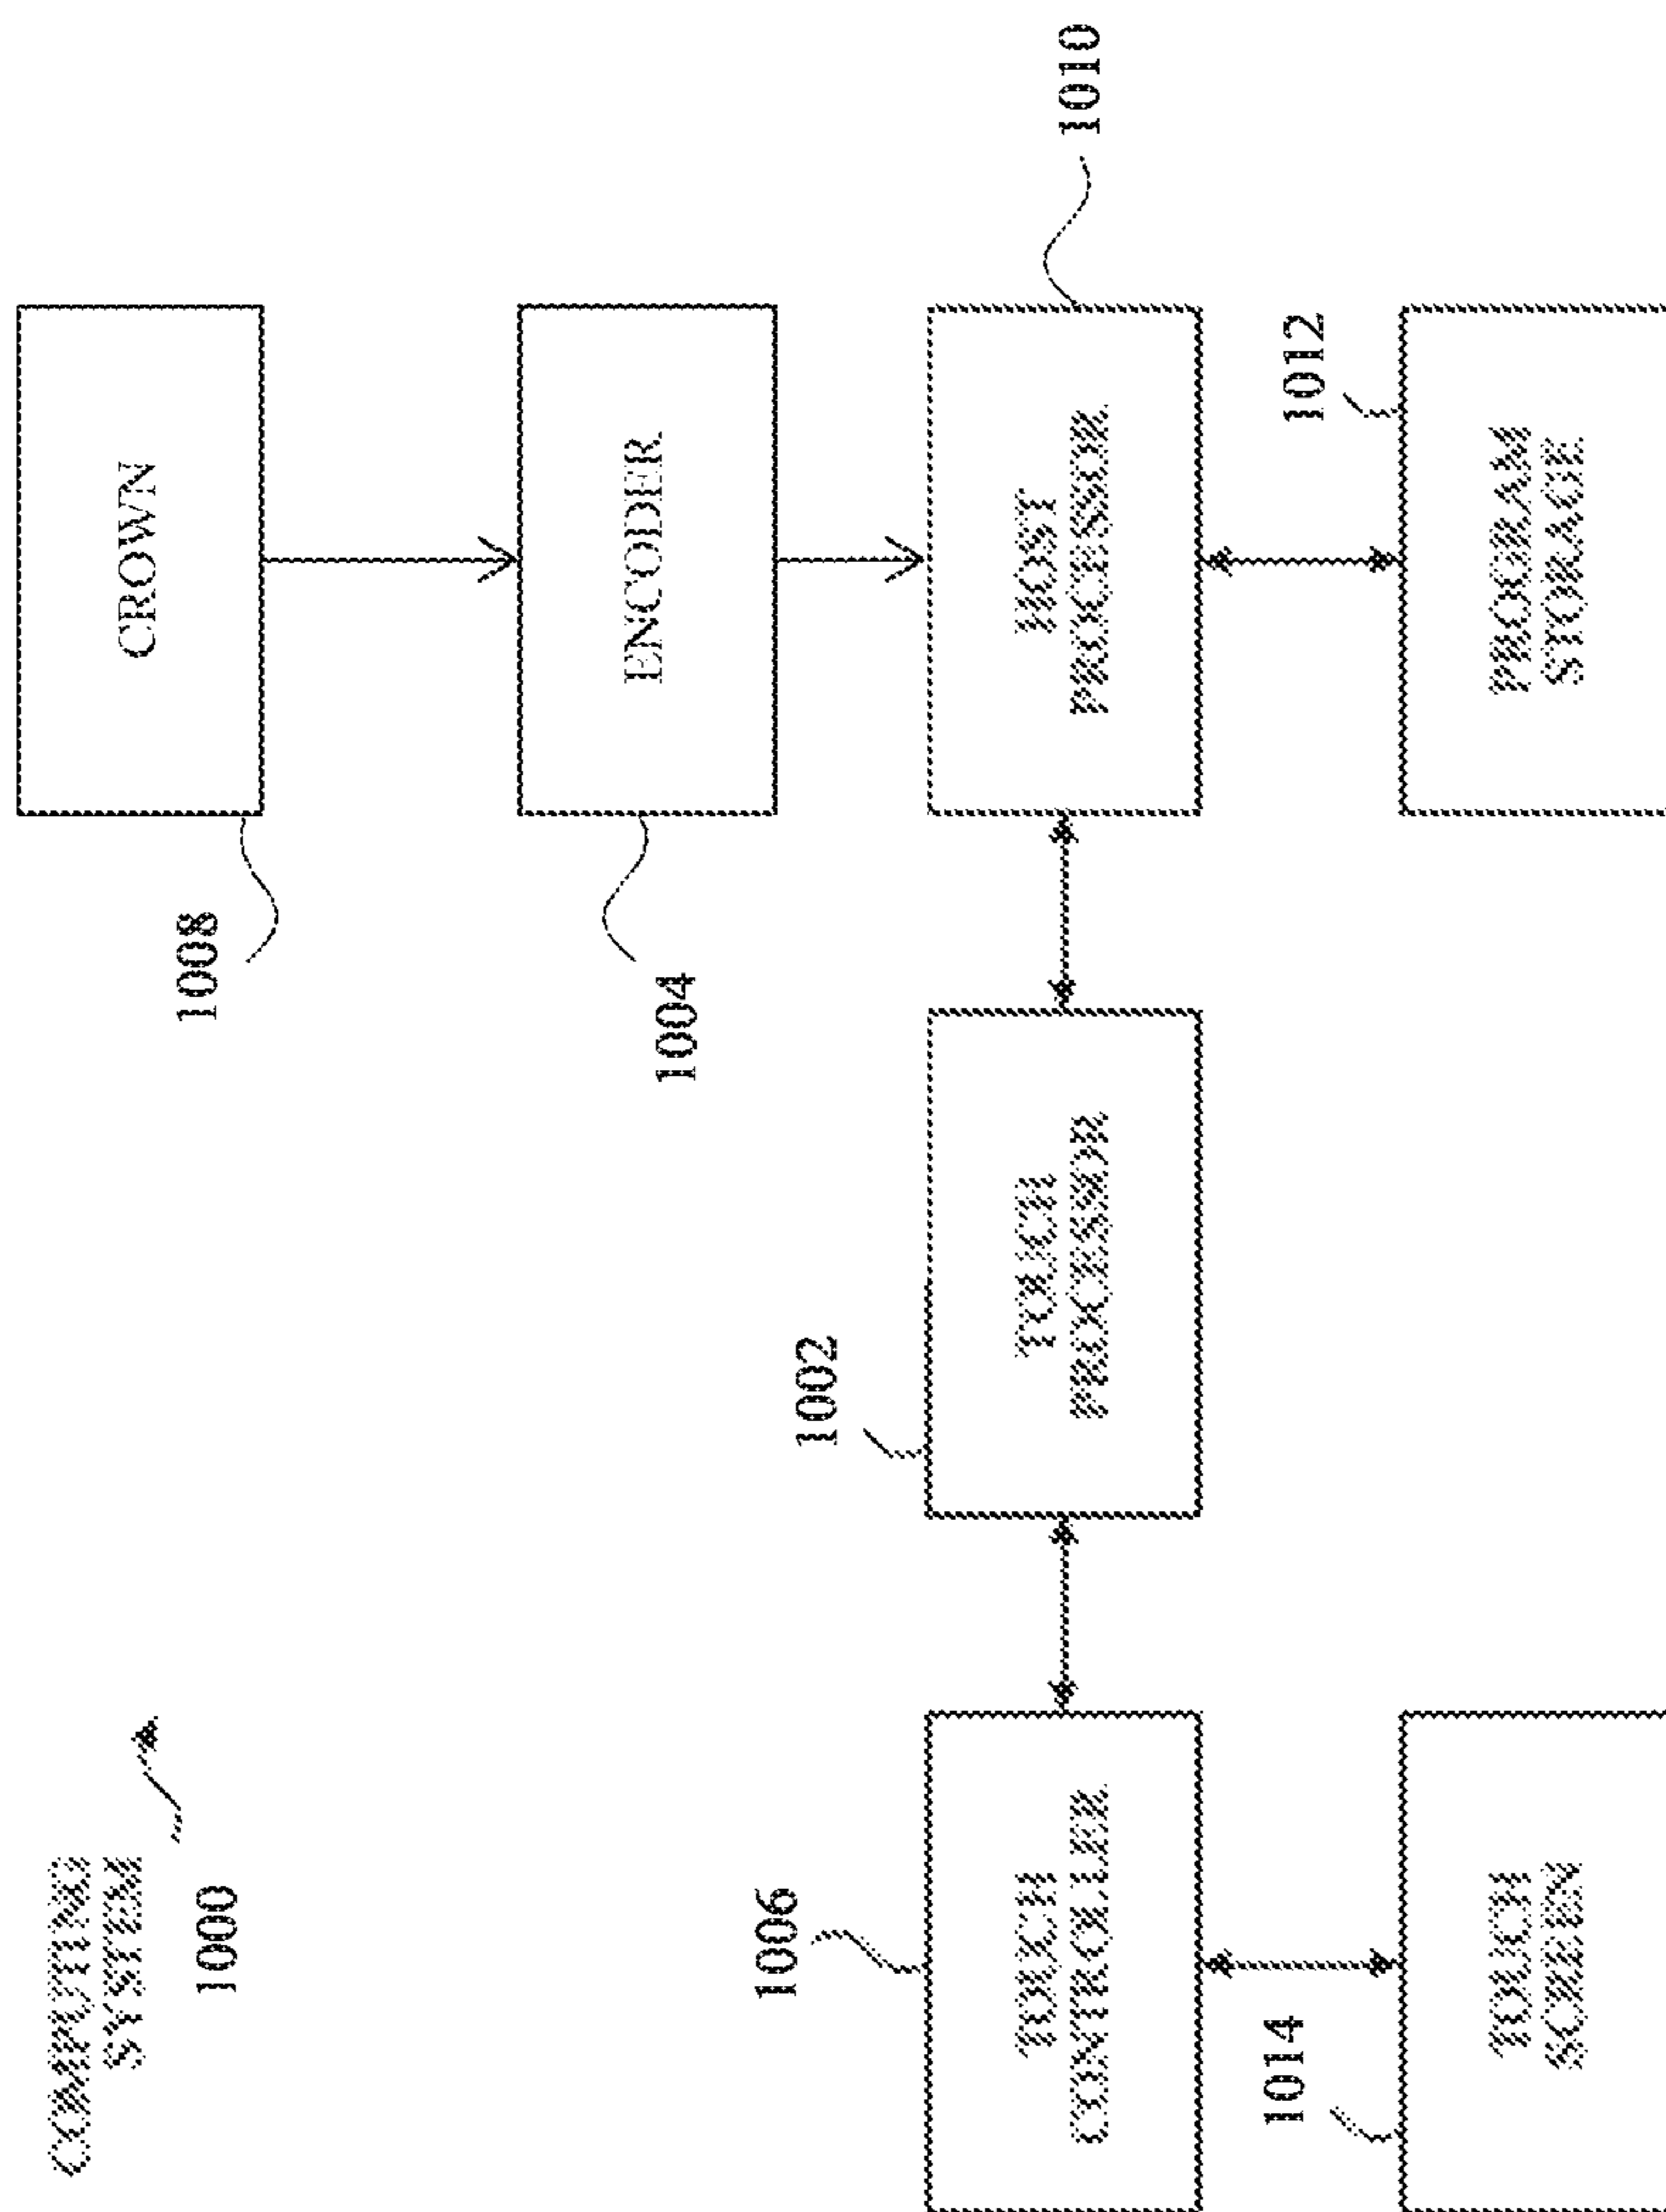 COMPUTING
SYSTEM
1000
CROWN
1008
ENCODER
1004
1006
TOUCH
CONTROLLER
1002
TOUCH
PROCESSOR
HOST
PROCESSOR
1010
1014
TOUCH
SCREEN
1012
PROGRAM
STORAGE